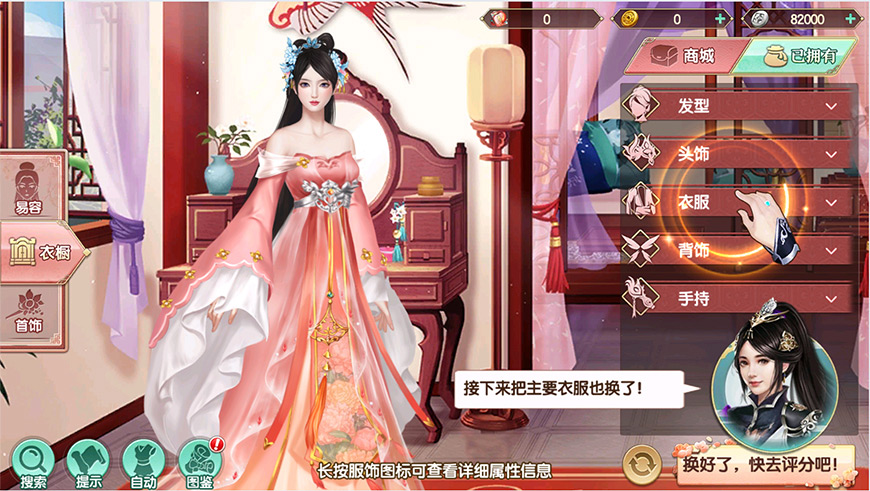 0
0
82000
商城
已拥有
发型
头饰
衣服
背饰
手持
易容
衣橱
首饰
接下来把主要衣服也换了！
换好了，快去评分吧！
长按服饰图标可查看详细属性信息
搜索
提示
自动
图鉴